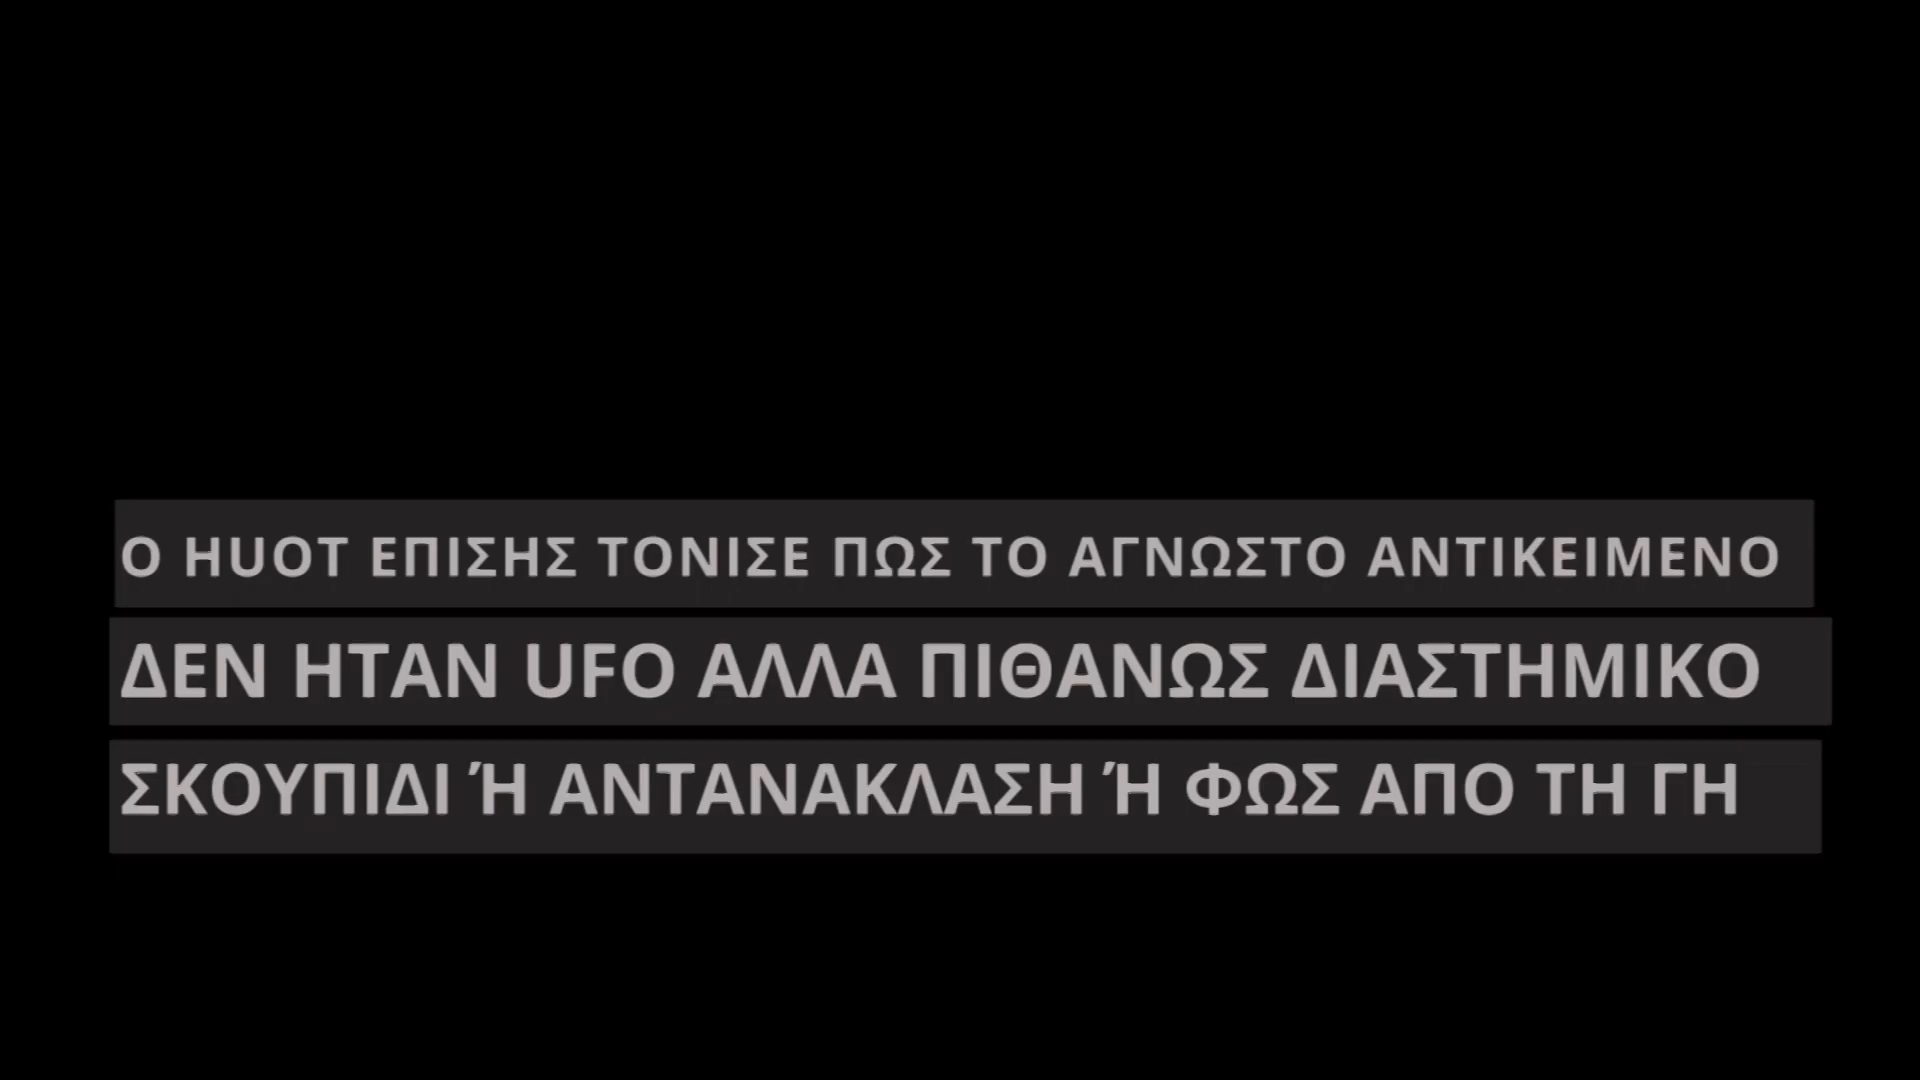 Ο HUOT ΕΠΙΣΗΣ ΤΟΝΙΣΕ ΠΩΣ ΤΟ ΑΓΝΩΣΤΟ ΑΝΤΙΚΕΙΜΕΝΟ
ΔΕΝ ΗΤΑΝ UFO ΑΛΛΑ ΠΙΘΑΝΩΣ ΔΙΑΣΤΗΜΙΚΟ
ΣΚΟΥΠΙΔΙ Ή ΑΝΤΑΝΑΚΛΑΣΗ Ή ΦΩΣ ΑΠΟ ΤΗ ΓΗ